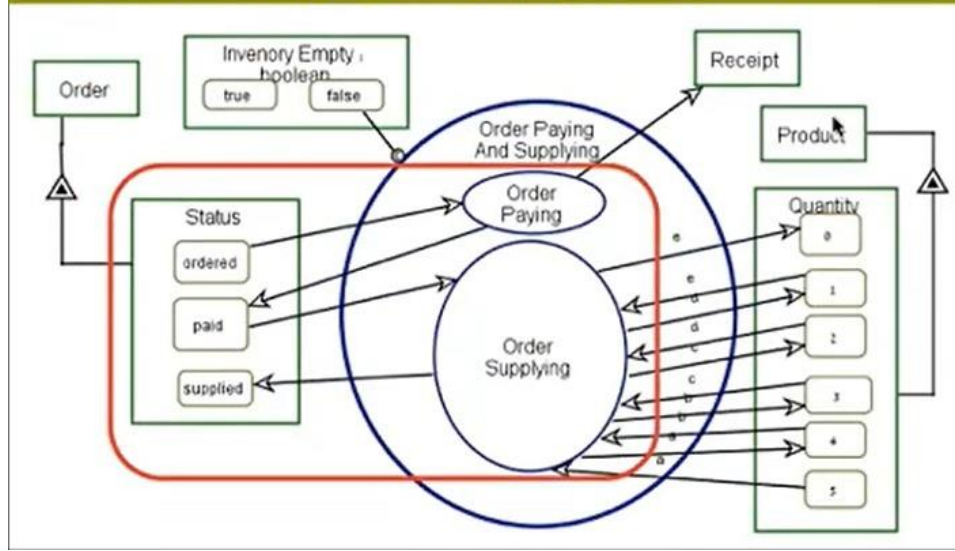 Order
Invenory Empty :
boolean
true
false
Receipt
Product
Order Paying
And Supplying
Order
Paying
Status
ordered
paid
supplied
Order
Supplying
Quantity
0
1
2
3
4
5
e
e
d
d
c
c
b
b
a
a